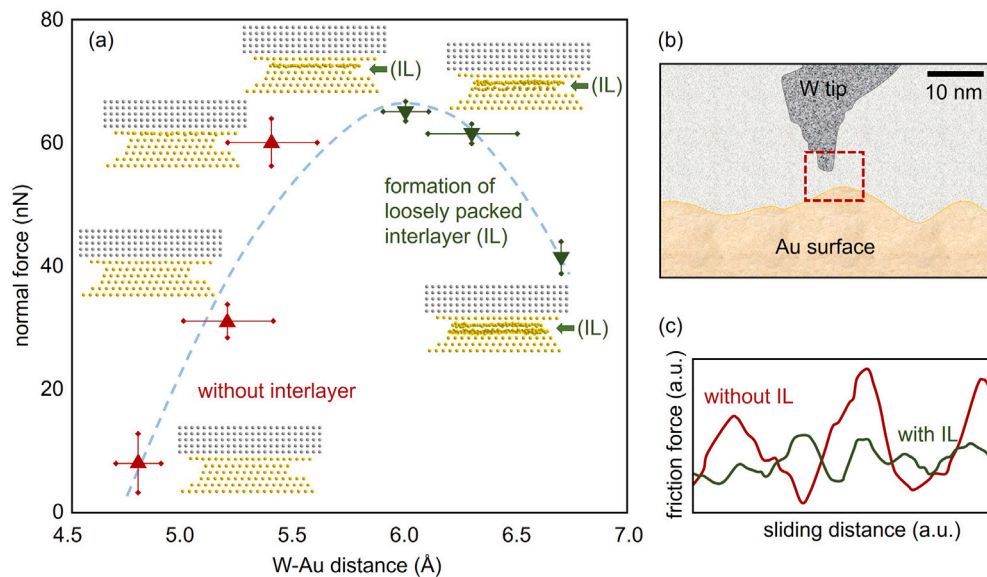 (a)
80
60
40
20
0
normal force (nN)
4.5
5.0
5.5
6.0
6.5
7.0
W-Au distance (Å)
(IL)
(IL)
formation of
loosely packed
interlayer (IL)
(IL)
without interlayer
(b)
W tip
10 nm
Au surface
(c)
without IL
with IL
friction force (a.u.)
sliding distance (a.u.)